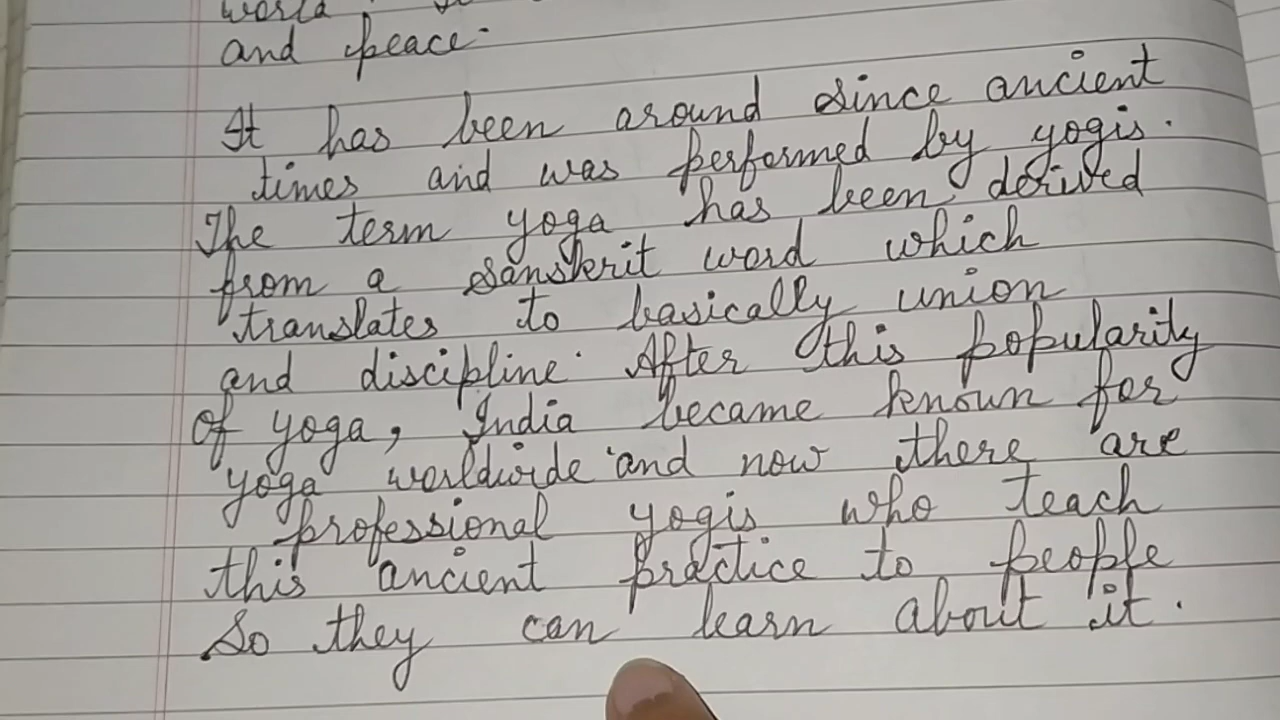 world.
and peace.
It has been around since ancient
times and was performed by yogis.
The term yoga has been derived
from a sanskrit word which
translates to basically union
and discipline. After this popularity
of yoga, India became known for
yoga worldwide and now there are
professional yogis who teach
this ancient practice to people
So they can learn about it.